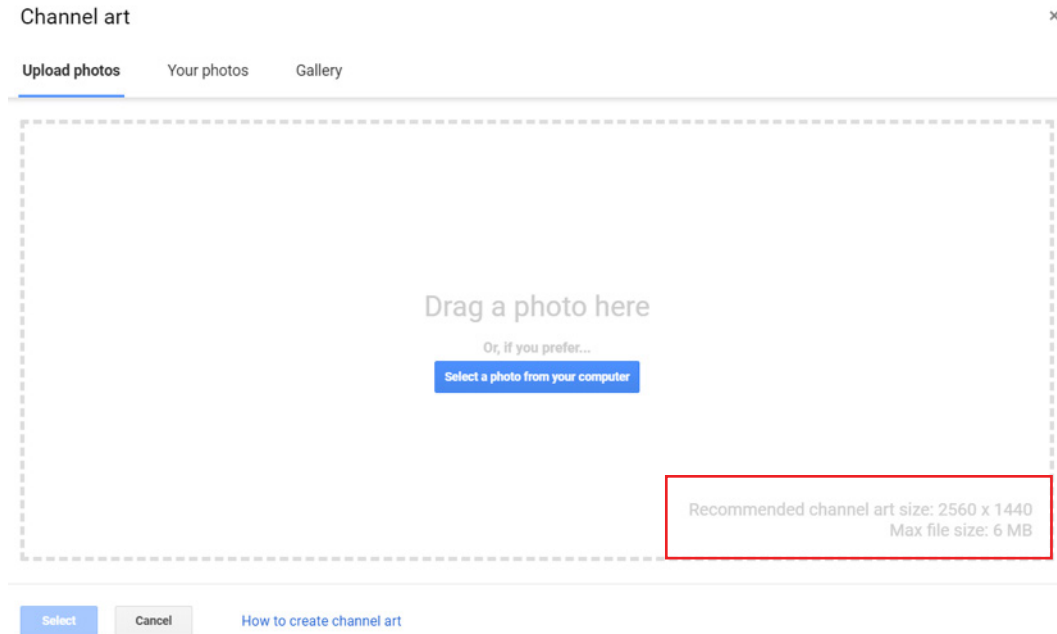 Channel art
Upload photos Your photos Gallery
Drag a photo here
Or, if you prefer...
Select a photo from your computer
Recommended channel art size: 2560 x 1440
Max file size: 6 MB
Select Cancel How to create channel art